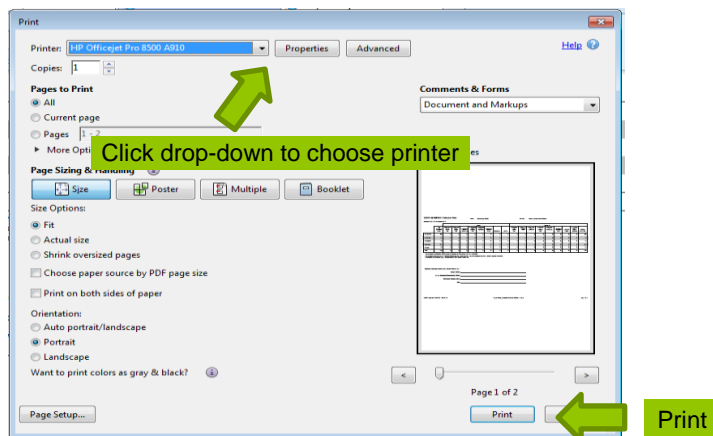 Print
Printer: HP Officejet Pro 8500 A910 Properties Advanced Help
Copies: 1
Pages to Print
All
Current page
Pages 1 - 2
More Opti
Comments & Forms
Document and Markups
Click drop-down to choose printer
es
Page Sizing & Handling
Size Poster Multiple Booklet
Size Options:
Fit
Actual size
Shrink oversized pages
Choose paper source by PDF page size
Print on both sides of paper
Orientation:
Auto portrait/landscape
Portrait
Landscape
Want to print colors as gray & black?
< >
Page 1 of 2
Page Setup... Print
Print